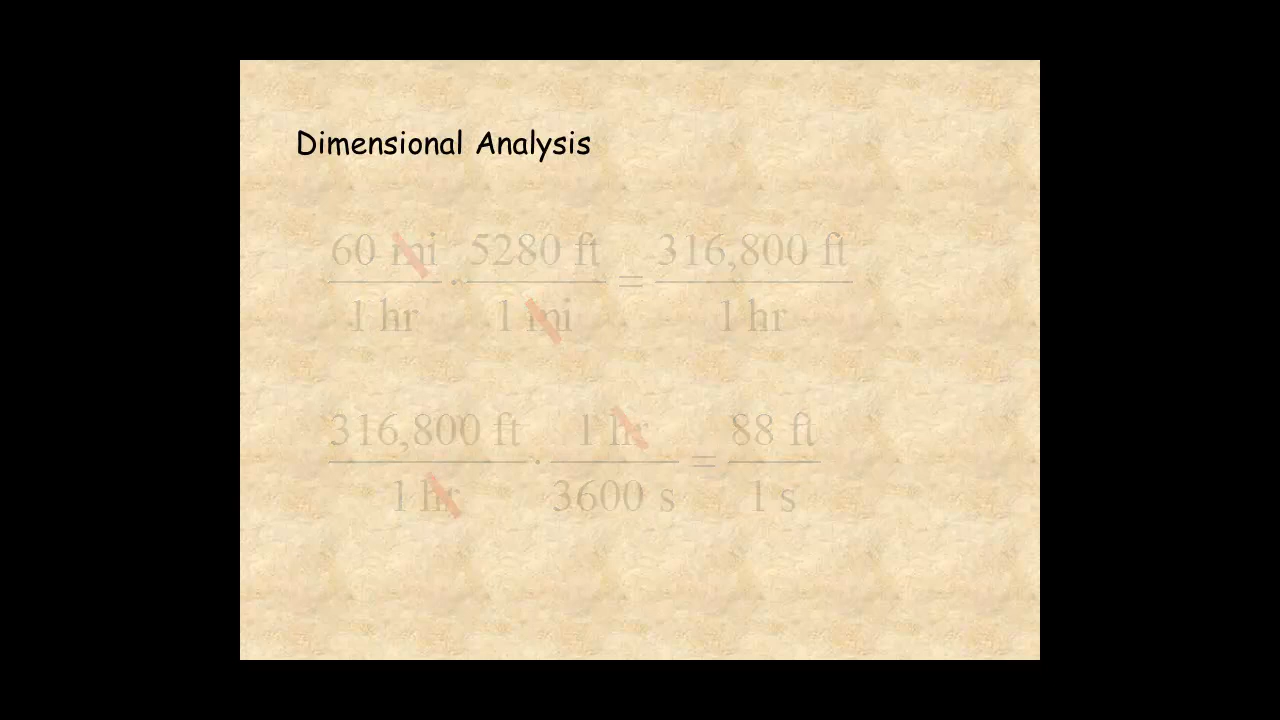 Dimensional Analysis
60 mi / 1 hr · 5280 ft / 1 mi = 316,800 ft / 1 hr
316,800 ft / 1 hr · 1 hr / 3600 s = 88 ft / 1 s